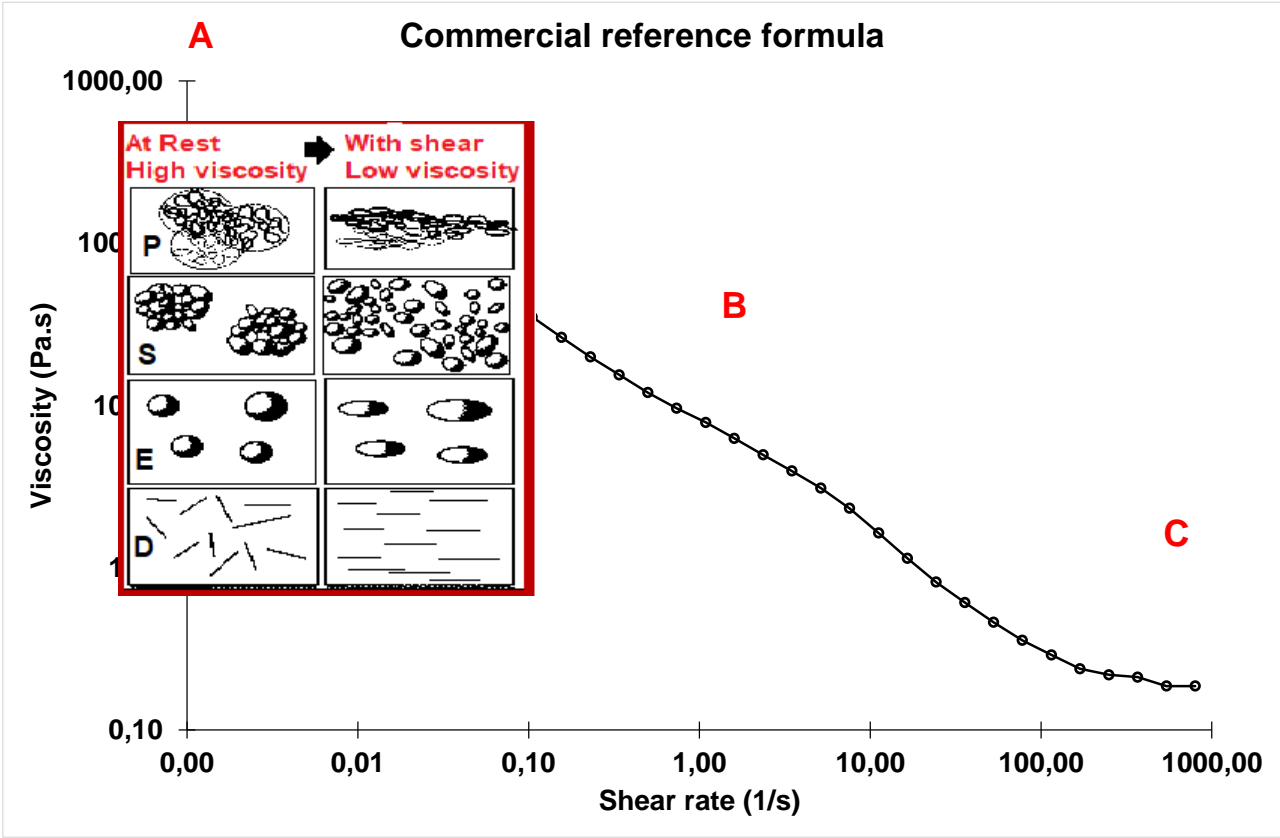 A
Commercial reference formula
1000,00
At Rest
High viscosity
With shear
Low viscosity
P
100
S
B
10
E
C
D
1
0,10
0,00
0,01
0,10
1,00
10,00
100,00
1000,00
Shear rate (1/s)
Viscosity (Pa.s)